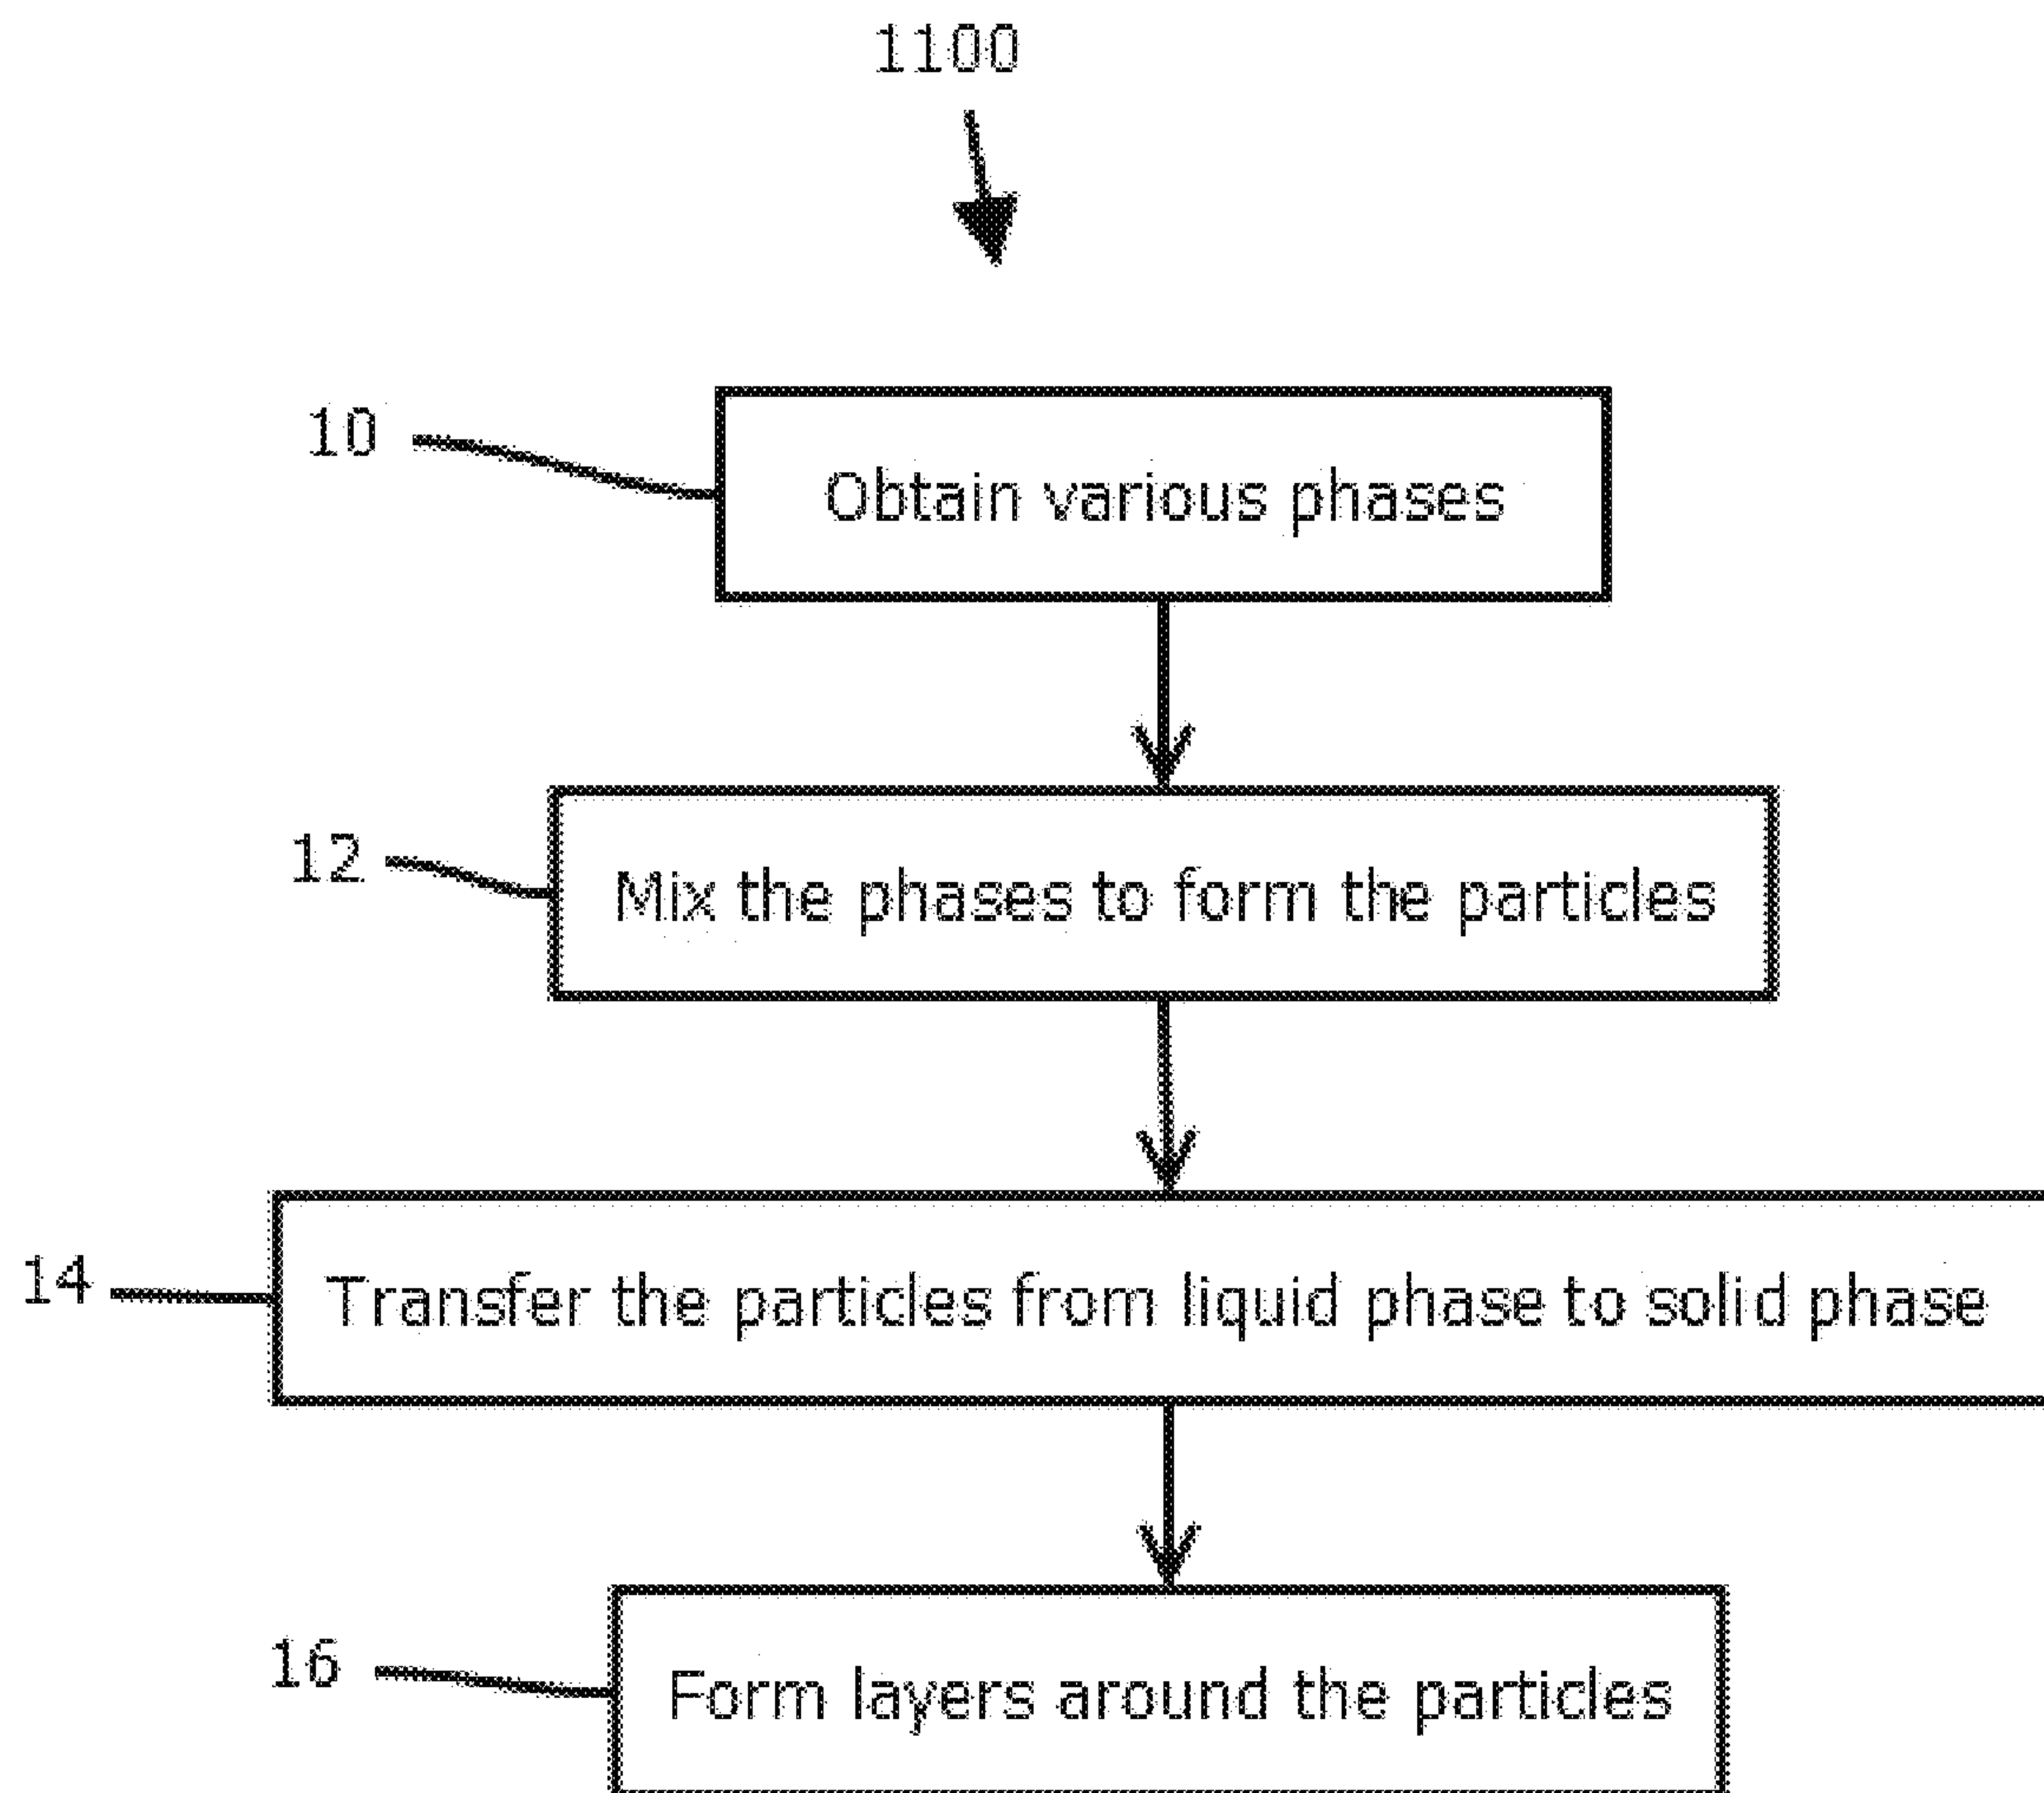 1100
10
Obtain various phases
12
Mix the phases to form the particles
14
Transfer the particles from liquid phase to solid phase
16
Form layers around the particles